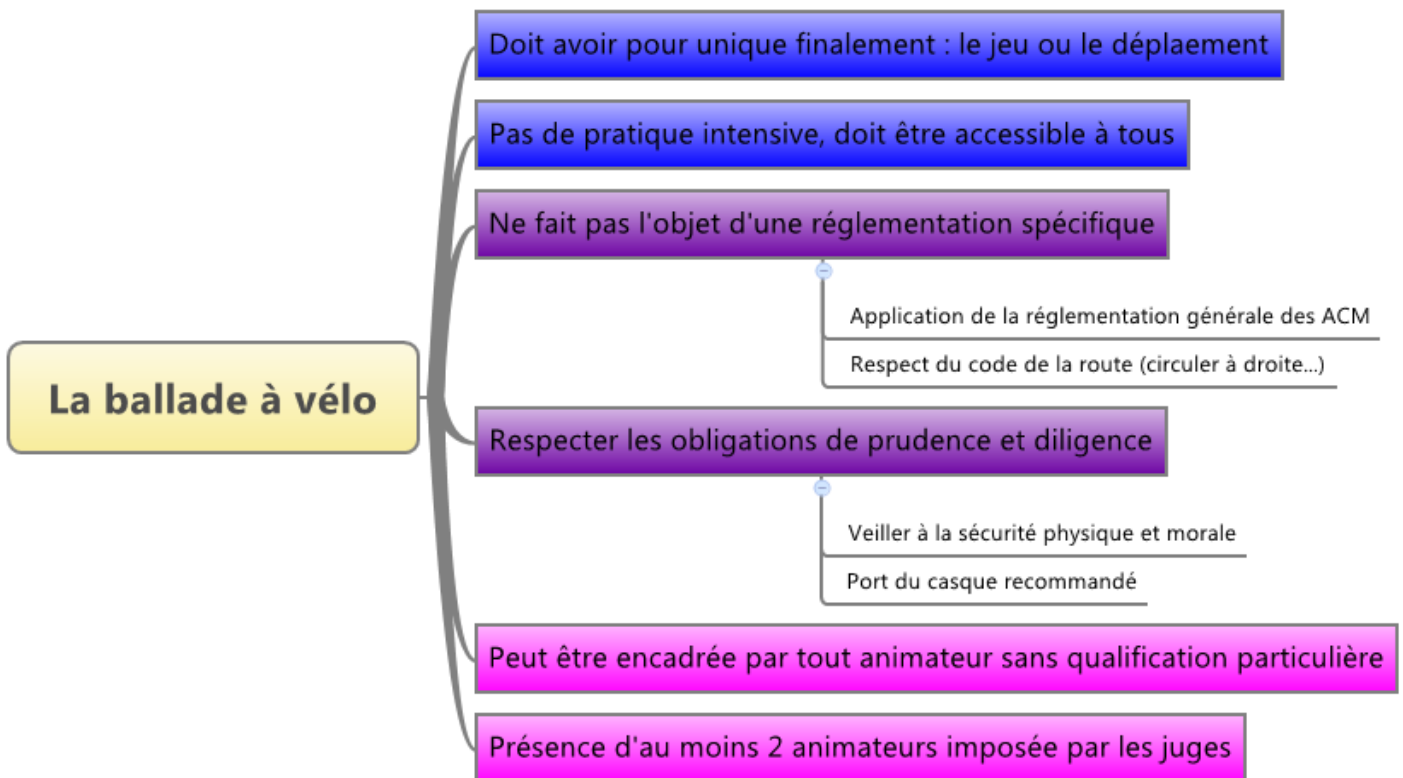 Doit avoir pour unique finalement : le jeu ou le déplaement
Pas de pratique intensive, doit être accessible à tous
Ne fait pas l'objet d'une réglementation spécifique
Application de la réglementation générale des ACM
Respect du code de la route (circuler à droite...)
La ballade à vélo
Respecter les obligations de prudence et diligence
Veiller à la sécurité physique et morale
Port du casque recommandé
Peut être encadrée par tout animateur sans qualification particulière
Présence d'au moins 2 animateurs imposée par les juges